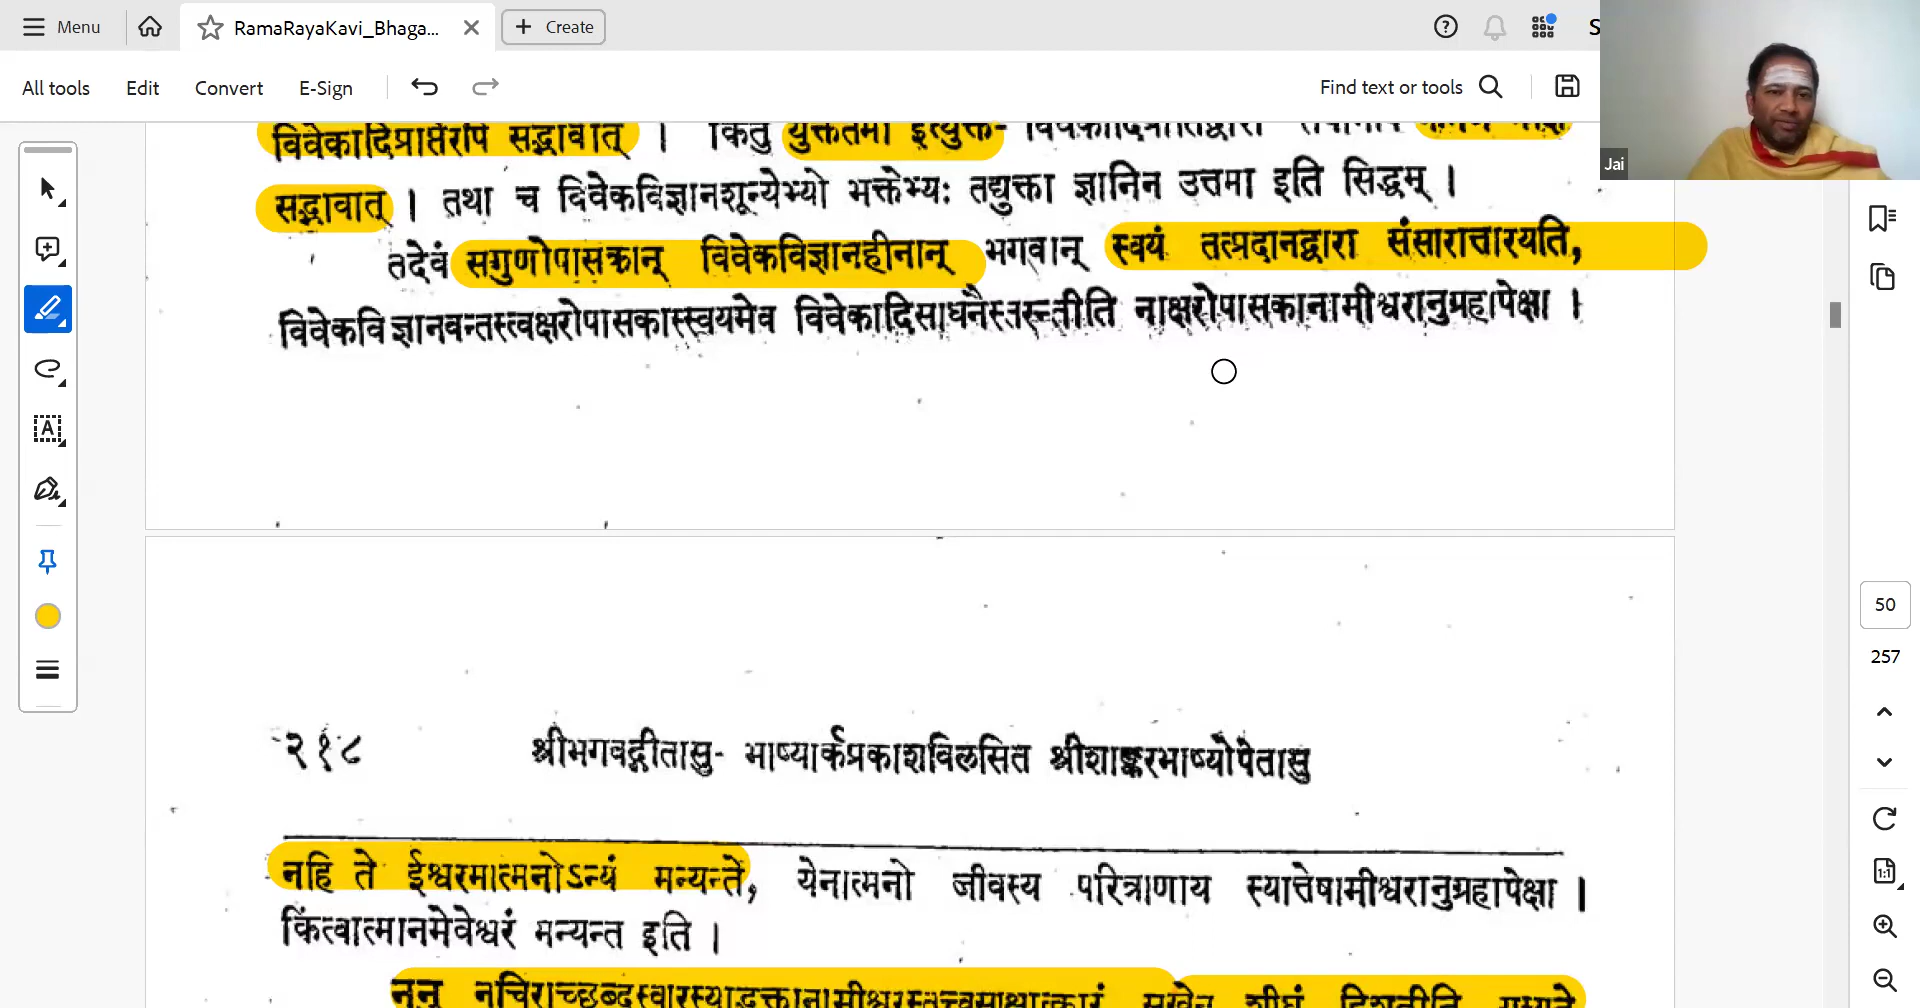 Menu
RamaRayaKavi_Bhaga...
Create
S
All tools
Edit
Convert
E-Sign
Find text or tools
Jai
विवेकादिप्राप्तेरपि सद्भावात् । किंतु युक्ततमा इत्युक्त-
सद्भावात् । तथा च विवेकविज्ञानशून्येभ्यो भक्तेभ्यः तद्युक्ता ज्ञानिन उत्तमा इति सिद्धम् ।
तदेवं सगुणोपासकान् विवेकविज्ञानहीनान् भगवान् स्वयं तत्प्रदानद्वारा संसारात्तारयति,
विवेकविज्ञानवन्तस्त्वक्षरोपासकास्स्वयमेव विवेकादिसाधनैस्तरन्तीति नाक्षरोपासकानामीश्वरानुग्रहापेक्षा ।
२१८ श्रीभगवद्गीतासु- भाष्यार्कप्रकाशविलसित श्रीशाङ्करभाष्योपेतासु
नहि ते ईश्वरमात्मनोऽन्यं मन्यन्ते, येनात्मनो जीवस्य परित्राणाय स्यात्तेषामीश्वरानुग्रहापेक्षा ।
किंत्वात्मानमेवेश्वरं मन्यन्त इति ।
ननु
50
257